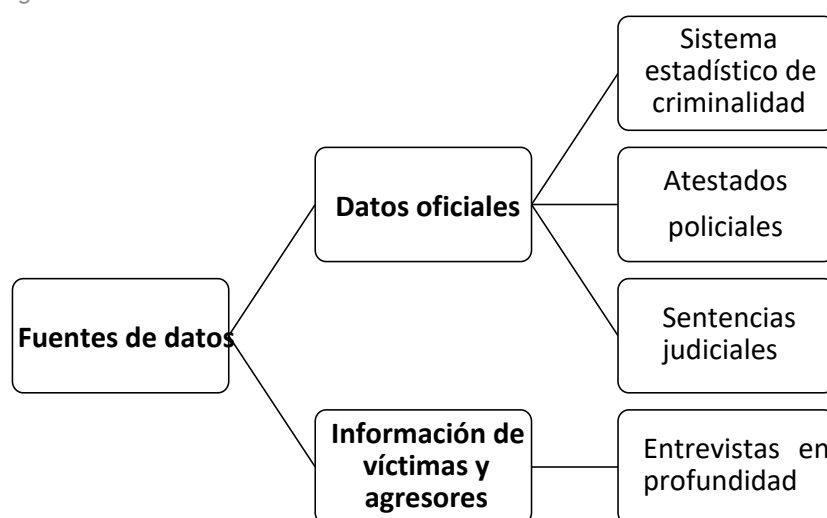 Sistema
estadístico de
criminalidad
Datos oficiales
Atestados
policiales
Fuentes de datos
Sentencias
judiciales
Información de
víctimas y
agresores
Entrevistas en
profundidad